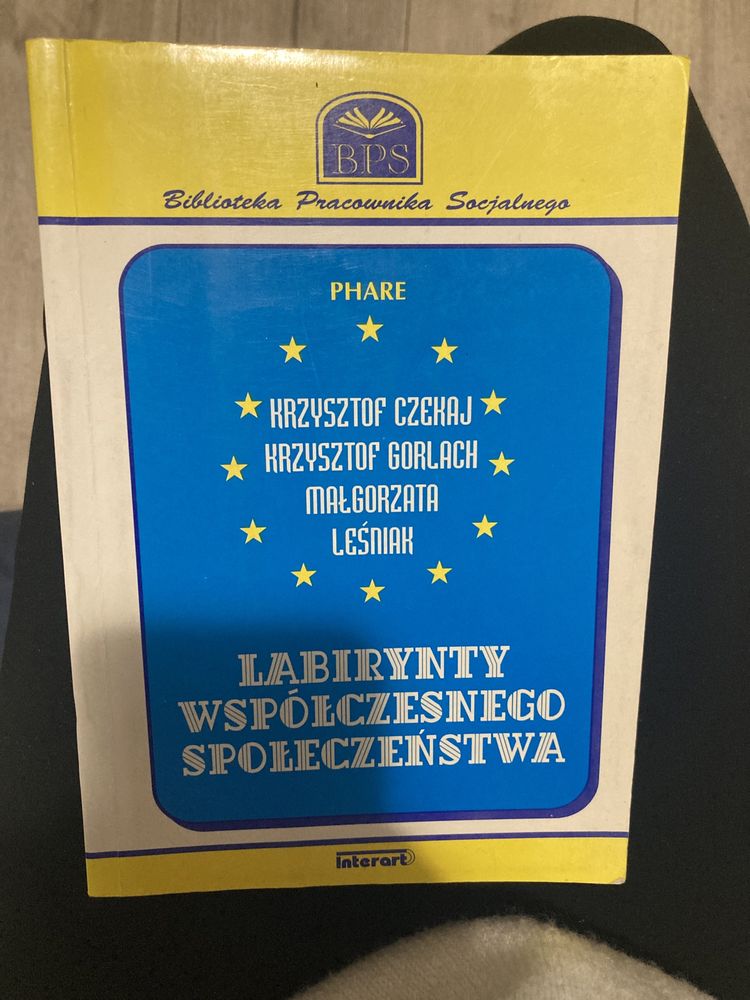 BPS
Biblioteka Pracownika Socjalnego
PHARE
KRZYSZTOF CZEKAJ
KRZYSZTOF GORLACH
MAŁGORZATA
LEŚNIAK
LABIRYNTY
WSPÓŁCZESNEGO
SPOŁECZEŃSTWA
interart